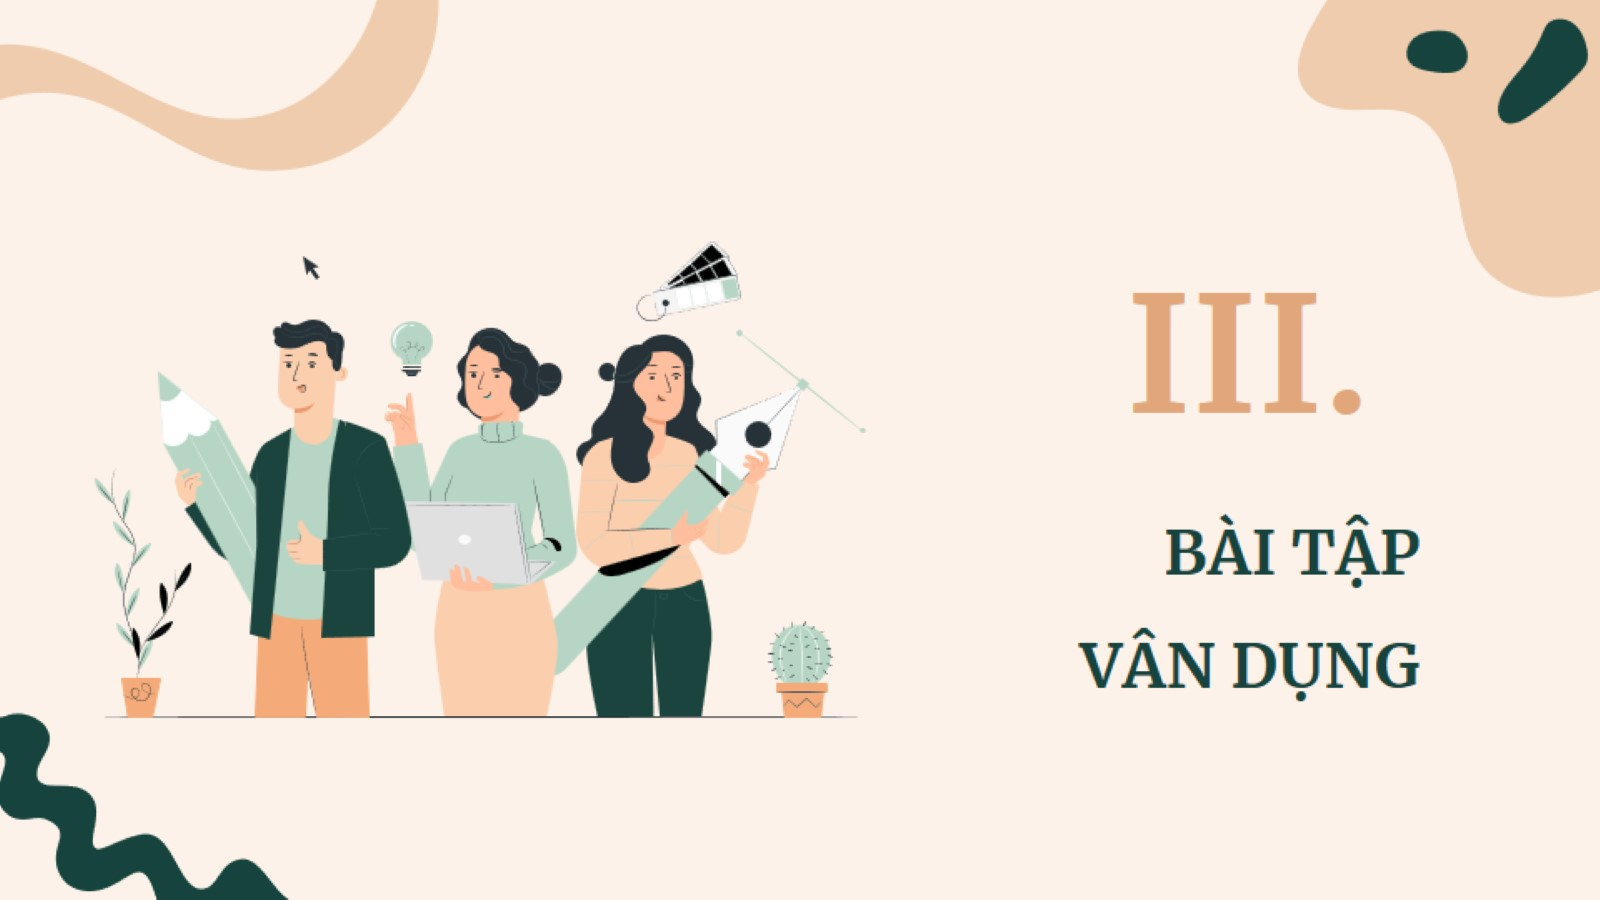 III.
BÀI TẬP
VÂN DỤNG